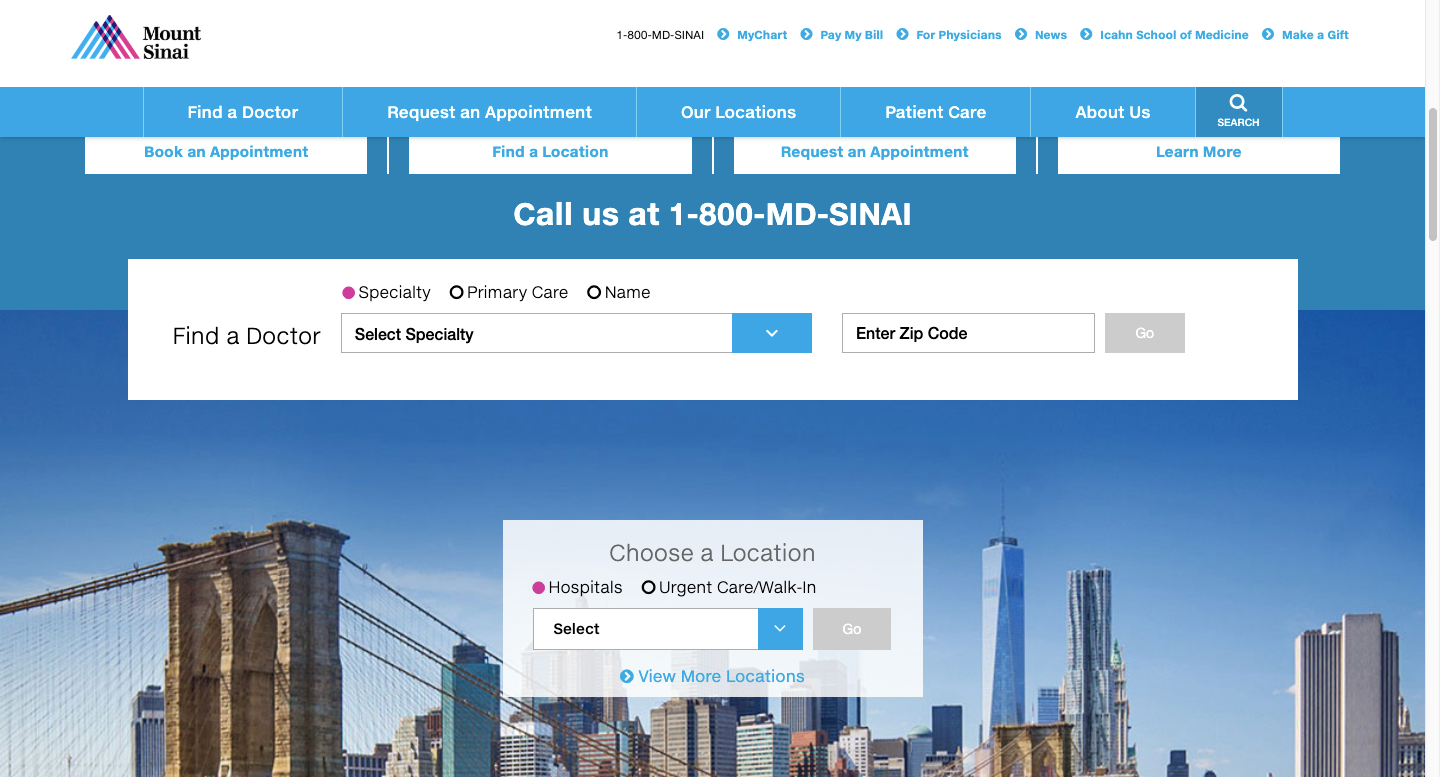 Mount
Sinai
1-800-MD-SINAI MyChart Pay My Bill For Physicians News Icahn School of Medicine Make a Gift
Find a Doctor Request an Appointment Our Locations Patient Care About Us SEARCH
Book an Appointment Find a Location Request an Appointment Learn More
Call us at 1-800-MD-SINAI
Specialty Primary Care Name
Find a Doctor Select Specialty Enter Zip Code Go
Choose a Location
Hospitals Urgent Care/Walk-In
Select Go
View More Locations